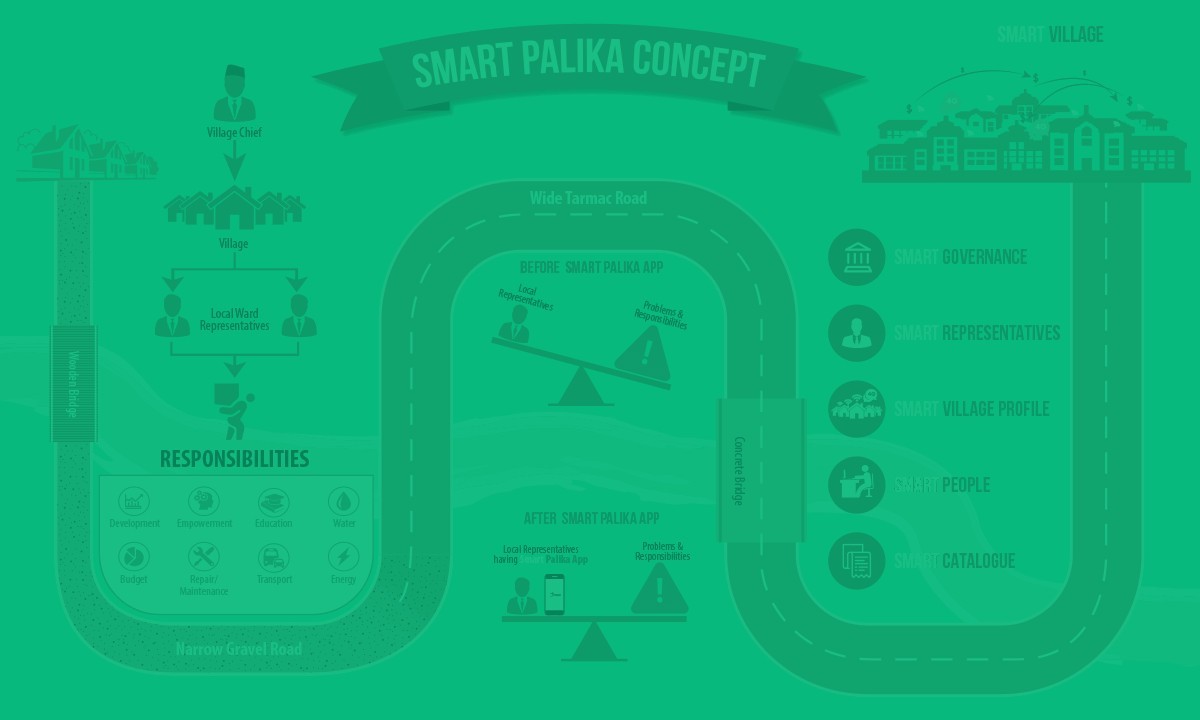 SMART PALIKA CONCEPT
SMART VILLAGE
Village Chief
Village
Local Ward
Representatives
Wooden Bridge
RESPONSIBILITIES
Development
Empowerment
Education
Water
Budget
Repair/
Maintenance
Transport
Energy
Narrow Gravel Road
Wide Tarmac Road
BEFORE SMART PALIKA APP
Local
Representatives
Problems &
Responsibilities
AFTER SMART PALIKA APP
Local Representatives
having Smart Palika App
Problems &
Responsibilities
Concrete Bridge
SMART GOVERNANCE
SMART REPRESENTATIVES
SMART VILLAGE PROFILE
SMART PEOPLE
SMART CATALOGUE